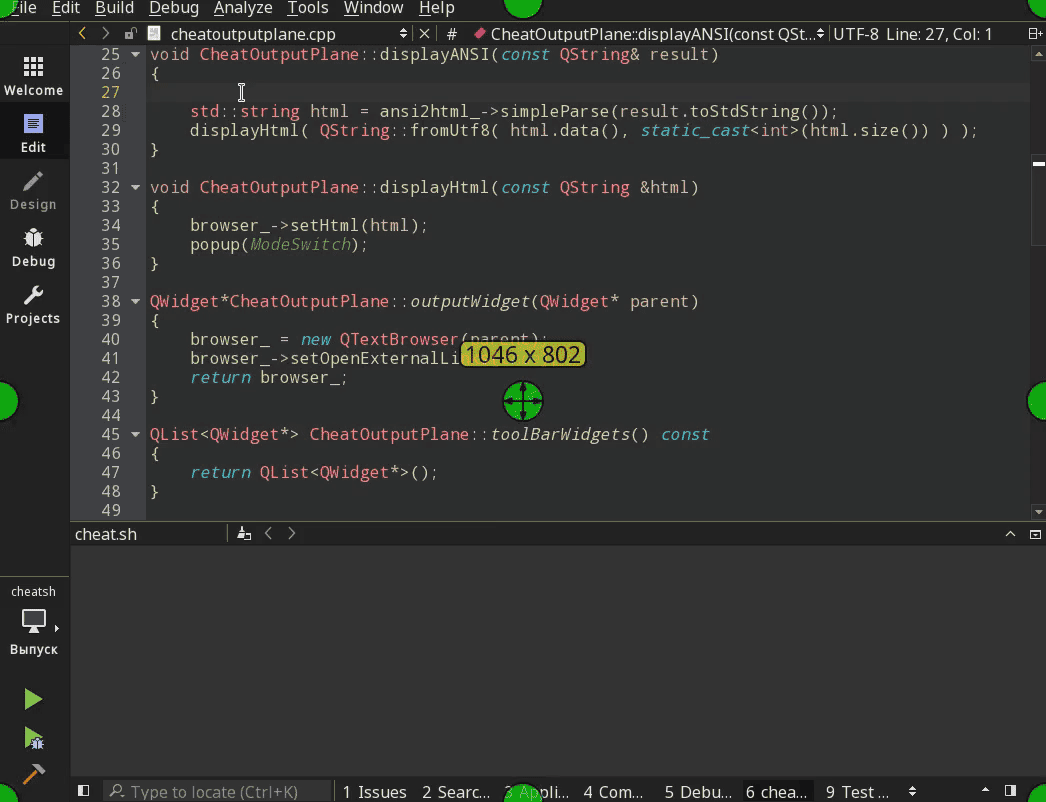 File Edit Build Debug Analyze Tools Window Help
cheatoutputplane.cpp # CheatOutputPlane::displayANSI(const QSt... UTF-8 Line: 27, Col: 1
25 void CheatOutputPlane::displayANSI(const QString& result)
26 {
27
28 std::string html = ansi2html_->simpleParse(result.toStdString());
29 displayHtml( QString::fromUtf8( html.data(), static_cast<int>(html.size()) ) );
30 }
31
32 void CheatOutputPlane::displayHtml(const QString &html)
33 {
34 browser_->setHtml(html);
35 popup(ModeSwitch);
36 }
37
38 QWidget*CheatOutputPlane::outputWidget(QWidget* parent)
39 {
40 browser_ = new QTextBrowser(parent);
41 browser_->setOpenExternalLi
1046 x 802
42 return browser_;
43 }
44
45 QList<QWidget*> CheatOutputPlane::toolBarWidgets() const
46 {
47 return QList<QWidget*>();
48 }
49
Welcome
Edit
Design
Debug
Projects
cheatsh
Выпуск
cheat.sh
Type to locate (Ctrl+K) 1 Issues 2 Searc... 3 Appli... 4 Com... 5 Debu... 6 chea... 9 Test ...